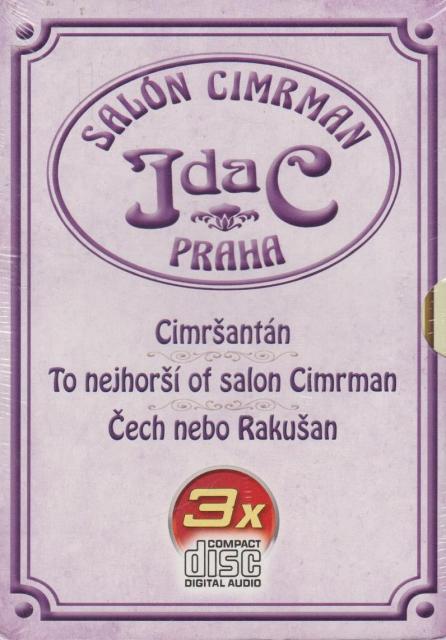 SALÓN CIMRMAN
JdaC
PRAHA
Cimršantán
To nejhorší of salon Cimrman
Čech nebo Rakušan
3x
COMPACT
disc
DIGITAL AUDIO